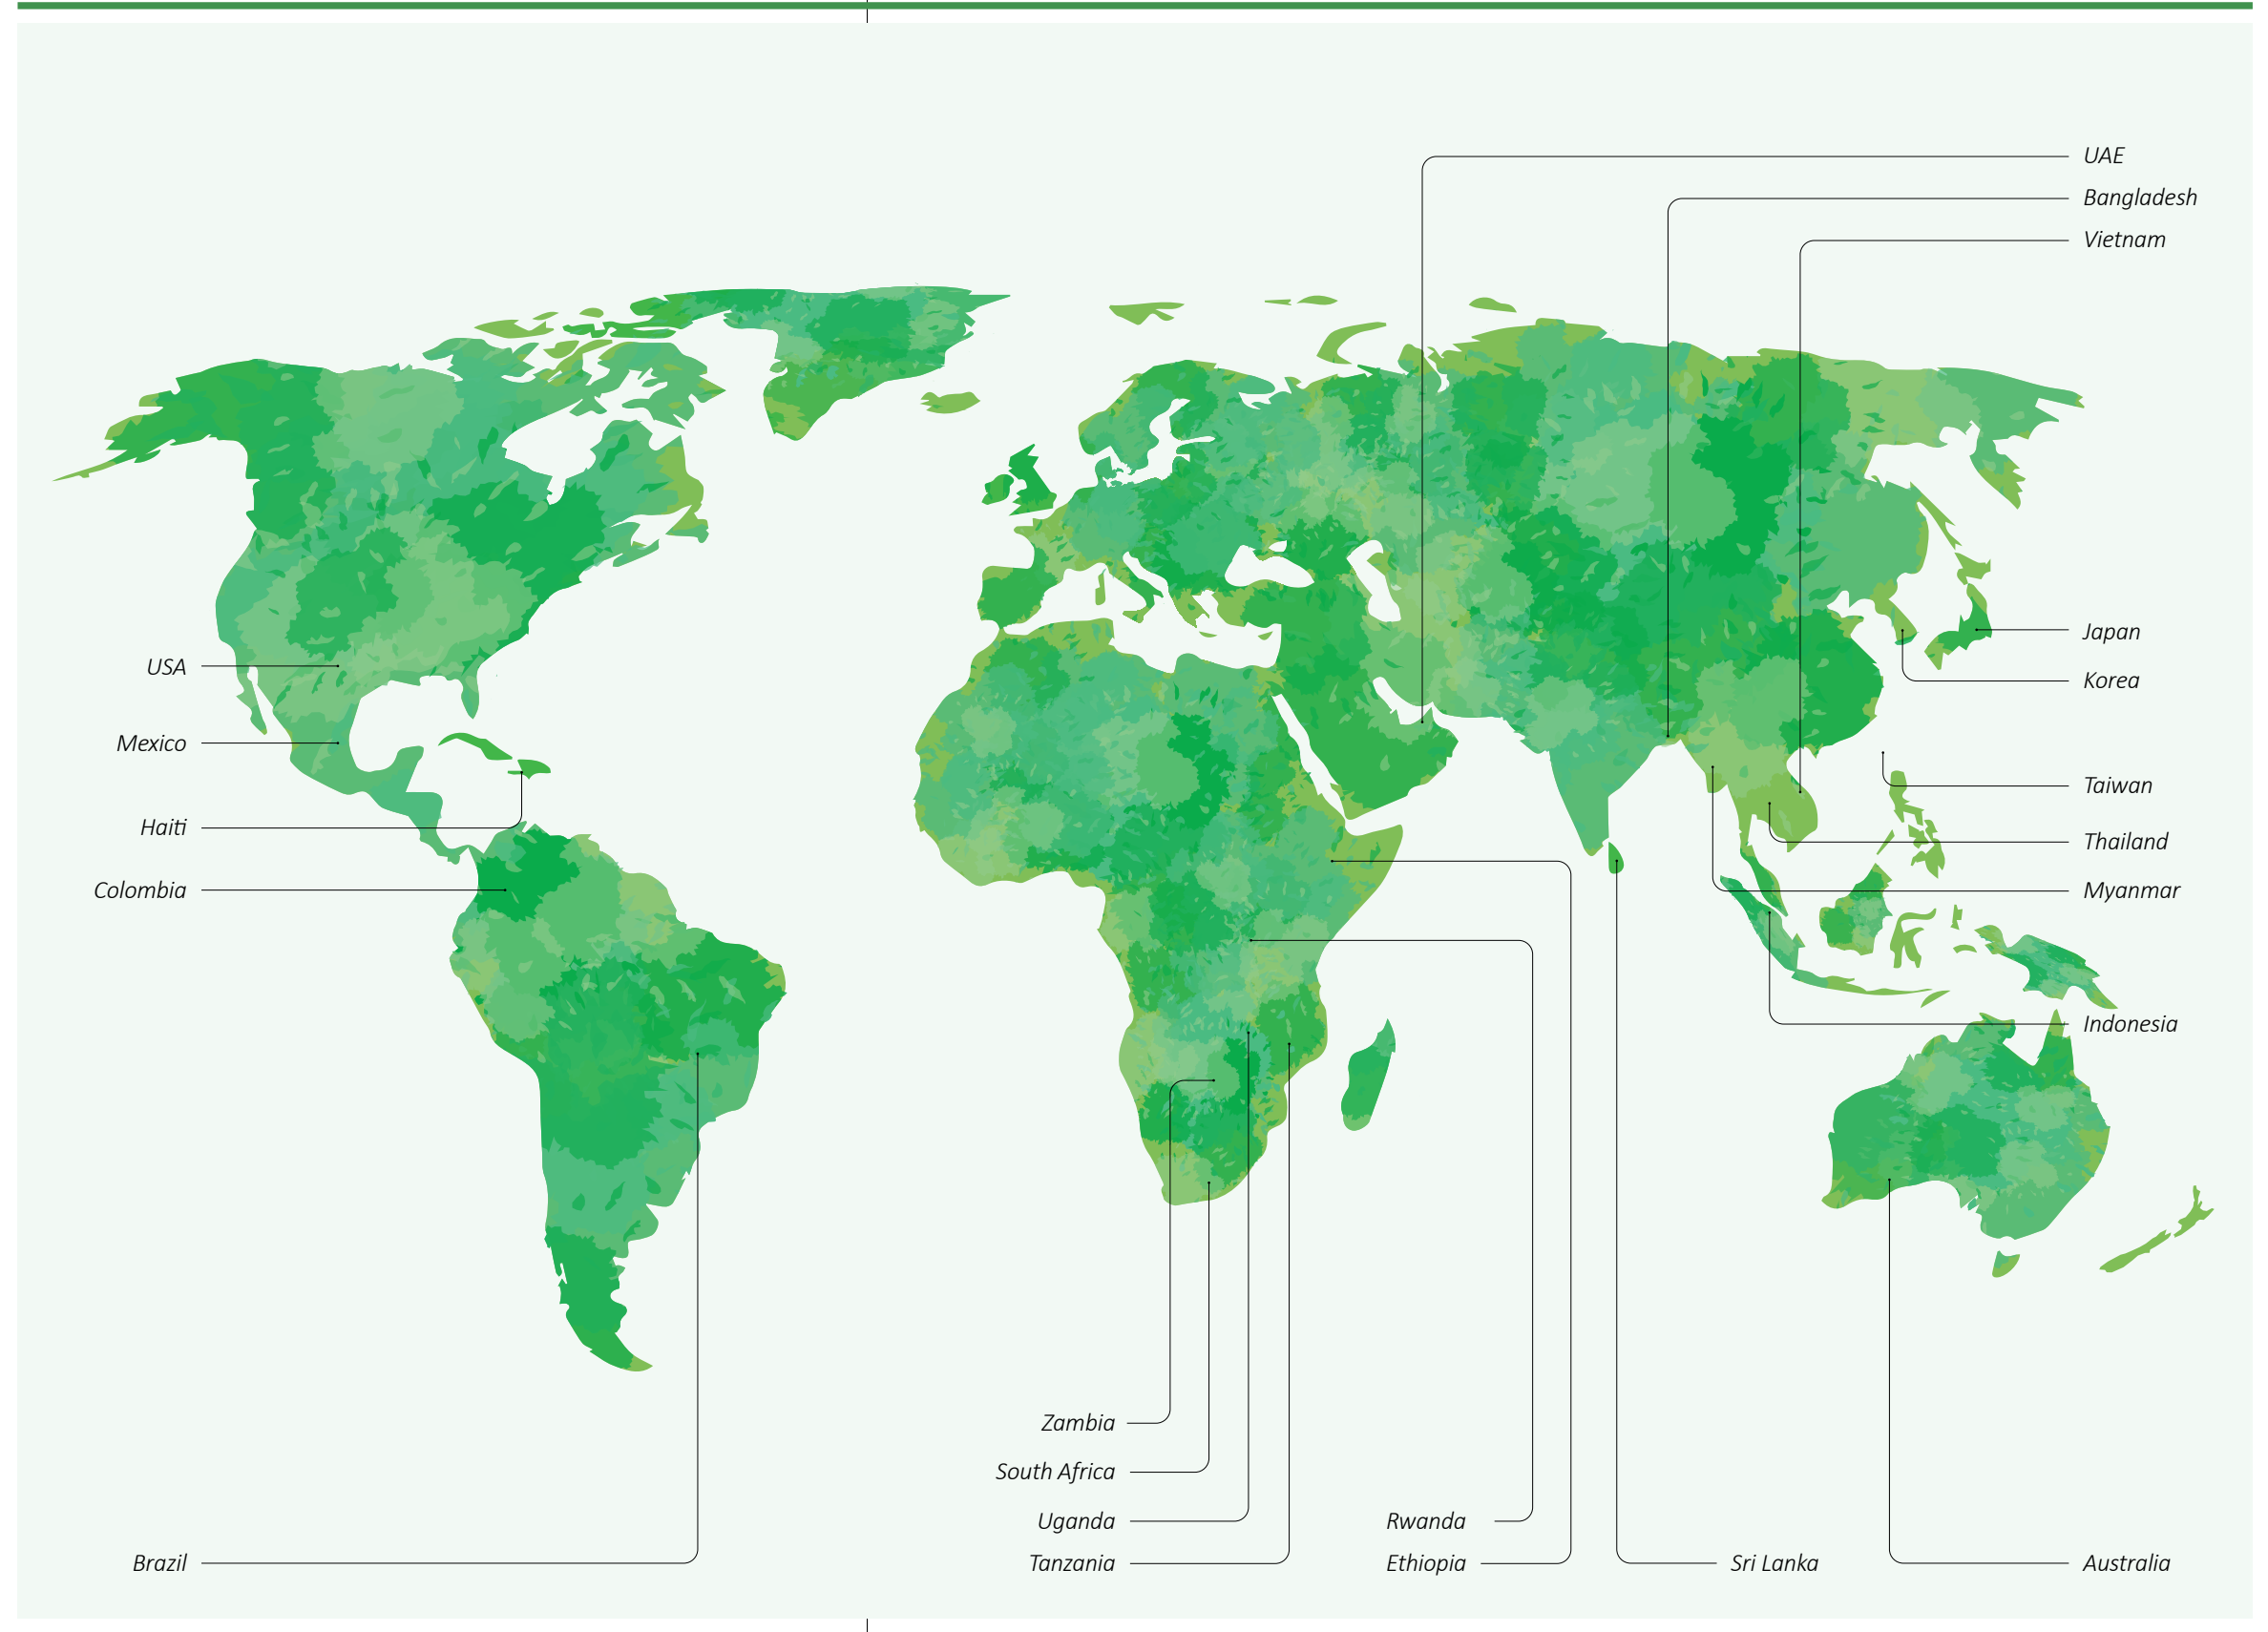 UAE
Bangladesh
Vietnam
Japan
USA
Korea
Mexico
Taiwan
Haiti
Thailand
Colombia
Myanmar
Indonesia
Zambia
South Africa
Uganda
Rwanda
Brazil
Tanzania
Ethiopia
Sri Lanka
Australia